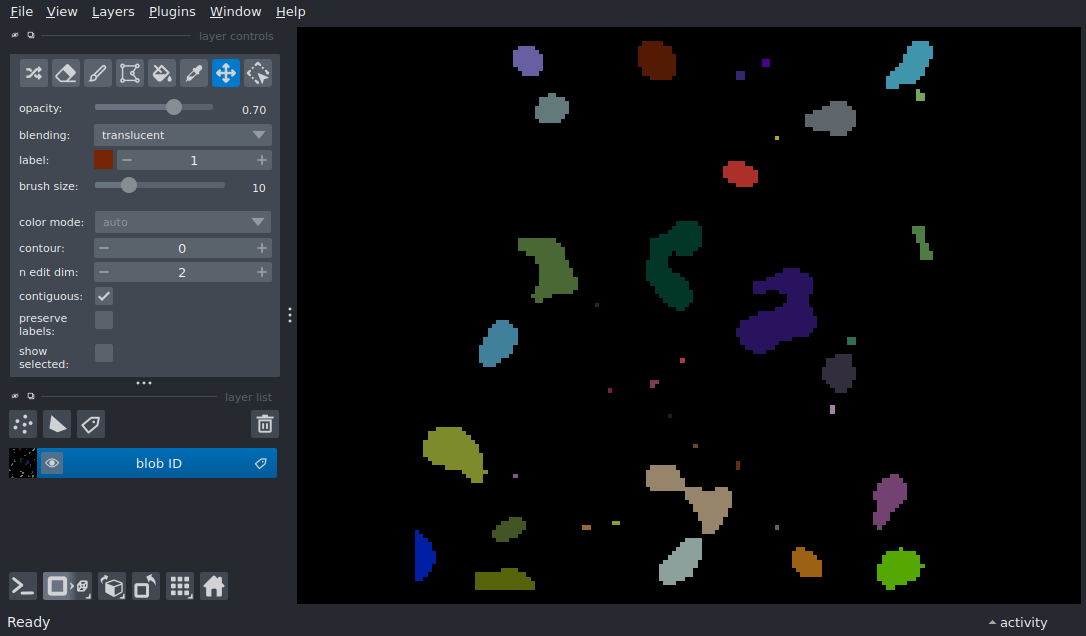 File View Layers Plugins Window Help
layer controls
opacity: 0.70
blending: translucent
label: 1
brush size: 10
color mode: auto
contour: 0
n edit dim: 2
contiguous:
preserve
labels:
show
selected:
layer list
blob ID
Ready
activity